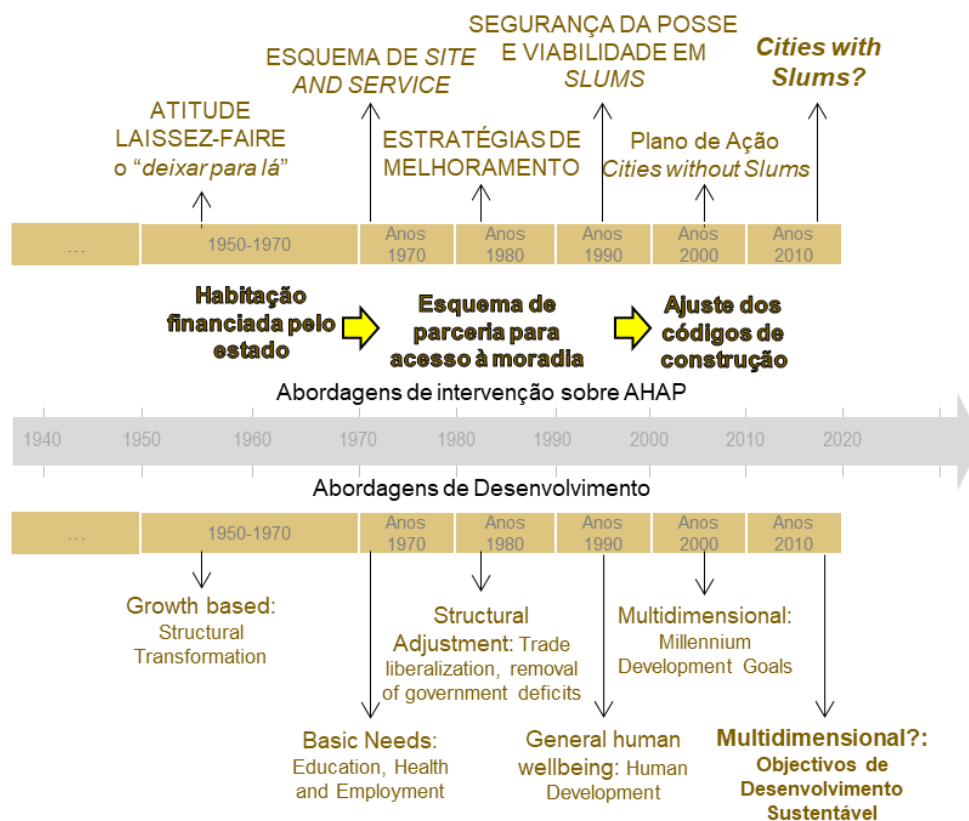 ATITUDE
LAISSEZ-FAIRE
o “deixar para lá”
ESQUEMA DE SITE
AND SERVICE
ESTRATÉGIAS DE
MELHORAMENTO
SEGURANÇA DA POSSE
E VIABILIDADE EM
SLUMS
Plano de Ação
Cities without Slums
Cities with
Slums?
...
1950-1970
Anos
1970
Anos
1980
Anos
1990
Anos
2000
Anos
2010
Habitação
financiada pelo
estado
Esquema de
parceria para
acesso à moradia
Ajuste dos
códigos de
construção
Abordagens de intervenção sobre AHAP
1940 1950 1960 1970 1980 1990 2000 2010 2020
Abordagens de Desenvolvimento
...
1950-1970
Anos
1970
Anos
1980
Anos
1990
Anos
2000
Anos
2010
Growth based:
Structural
Transformation
Basic Needs:
Education, Health
and Employment
Structural
Adjustment: Trade
liberalization, removal
of government deficits
General human
wellbeing: Human
Development
Multidimensional:
Millennium
Development Goals
Multidimensional?:
Objectivos de
Desenvolvimento
Sustentável